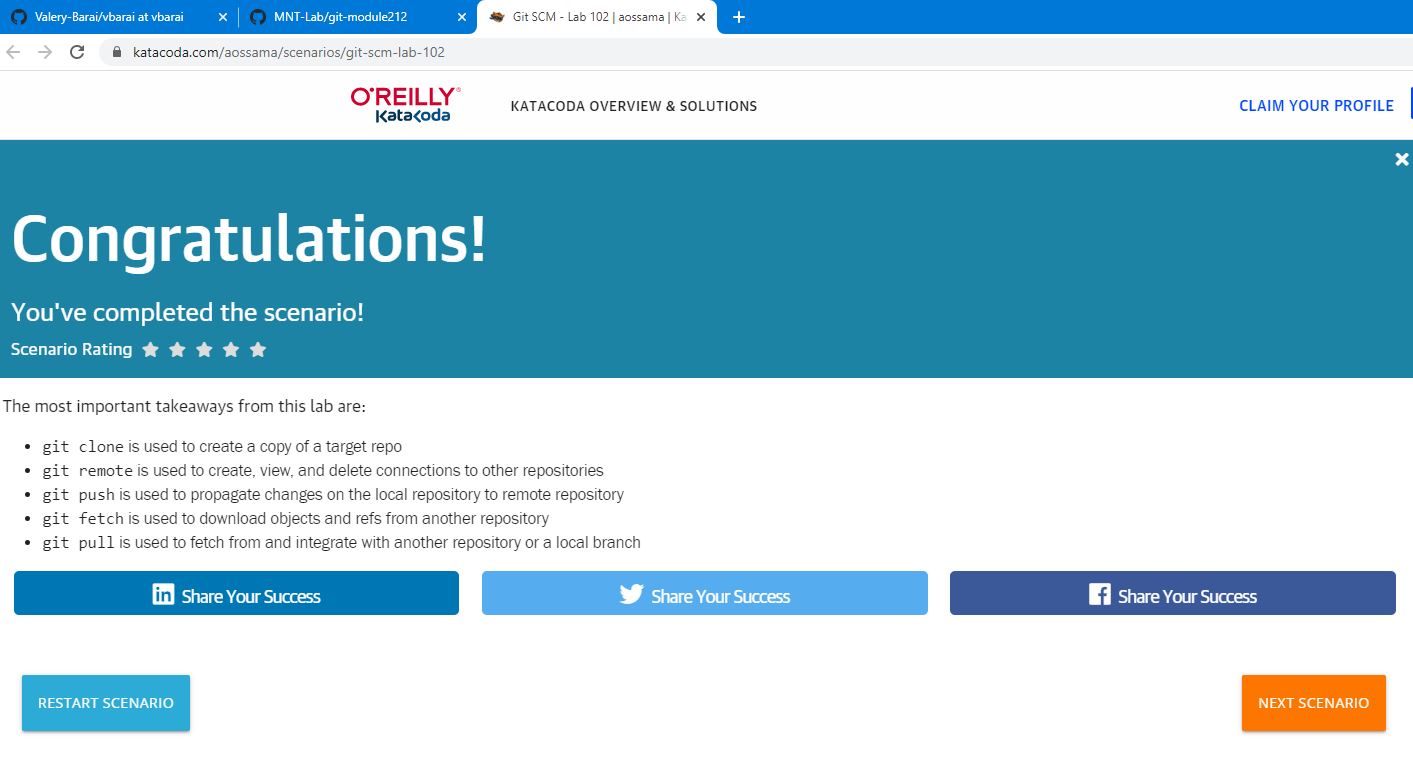 Valery-Barai/vbarai at vbarai
MNT-Lab/git-module212
Git SCM - Lab 102 | aossama | Ka
katacoda.com/aossama/scenarios/git-scm-lab-102
O'REILLY®
KataKoda
KATACODA OVERVIEW & SOLUTIONS
CLAIM YOUR PROFILE
Congratulations!
You've completed the scenario!
Scenario Rating
The most important takeaways from this lab are:
• git clone is used to create a copy of a target repo
• git remote is used to create, view, and delete connections to other repositories
• git push is used to propagate changes on the local repository to remote repository
• git fetch is used to download objects and refs from another repository
• git pull is used to fetch from and integrate with another repository or a local branch
in Share Your Success
Share Your Success
f Share Your Success
RESTART SCENARIO
NEXT SCENARIO